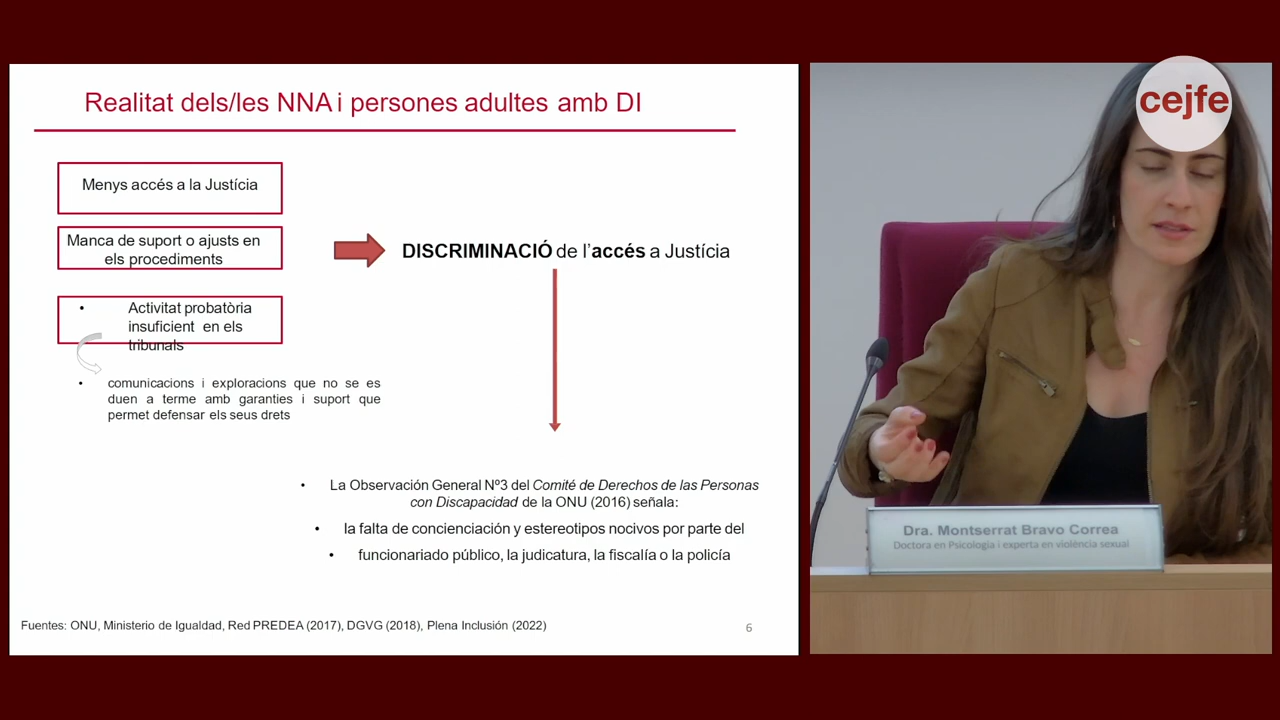 Realitat dels/les NNA i persones adultes amb DI
Menys accés a la Justícia
Manca de suport o ajusts en
els procediments
• Activitat probatòria
insuficient en els
tribunals
• comunicacions i exploracions que no se es
duen a terme amb garanties i suport que
permet defensar els seus drets
DISCRIMINACIÓ de l'accés a Justícia
• La Observación General Nº3 del Comité de Derechos de las Personas
con Discapacidad de la ONU (2016) señala:
• la falta de concienciación y estereotipos nocivos por parte del
• funcionariado público, la judicatura, la fiscalía o la policía
Fuentes: ONU, Ministerio de Igualdad, Red PREDEA (2017), DGVG (2018), Plena Inclusión (2022)
6
cejfe
Dra. Montserrat Bravo Correa
Doctora en Psicologia i experta en violència sexual